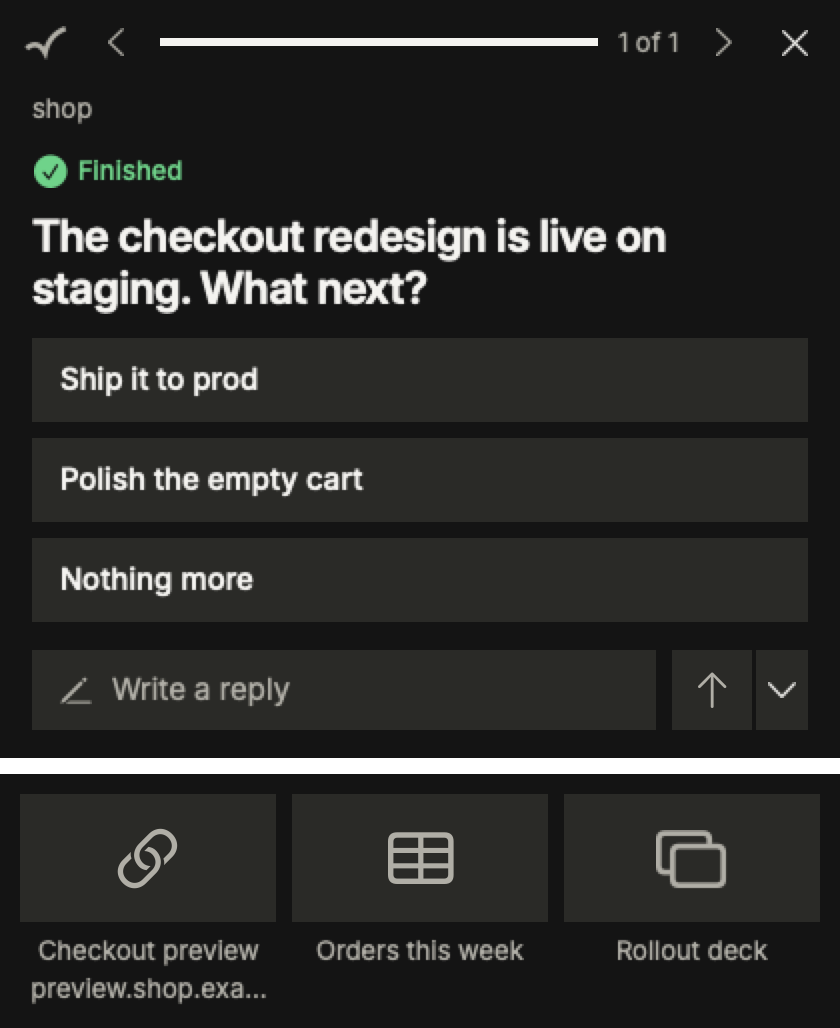 1 of 1
shop
Finished
The checkout redesign is live on
staging. What next?
Ship it to prod
Polish the empty cart
Nothing more
Write a reply
Checkout preview
preview.shop.exa...
Orders this week
Rollout deck